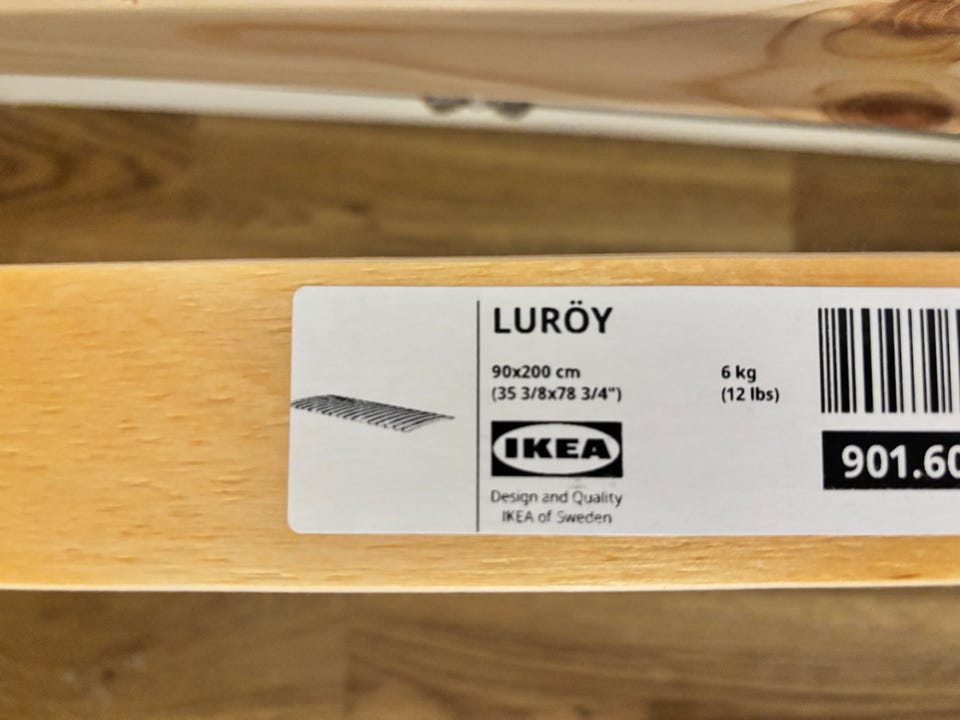 LURÖY
90x200 cm
(35 3/8x78 3/4")
6 kg
(12 lbs)
IKEA
Design and Quality
IKEA of Sweden
901.60